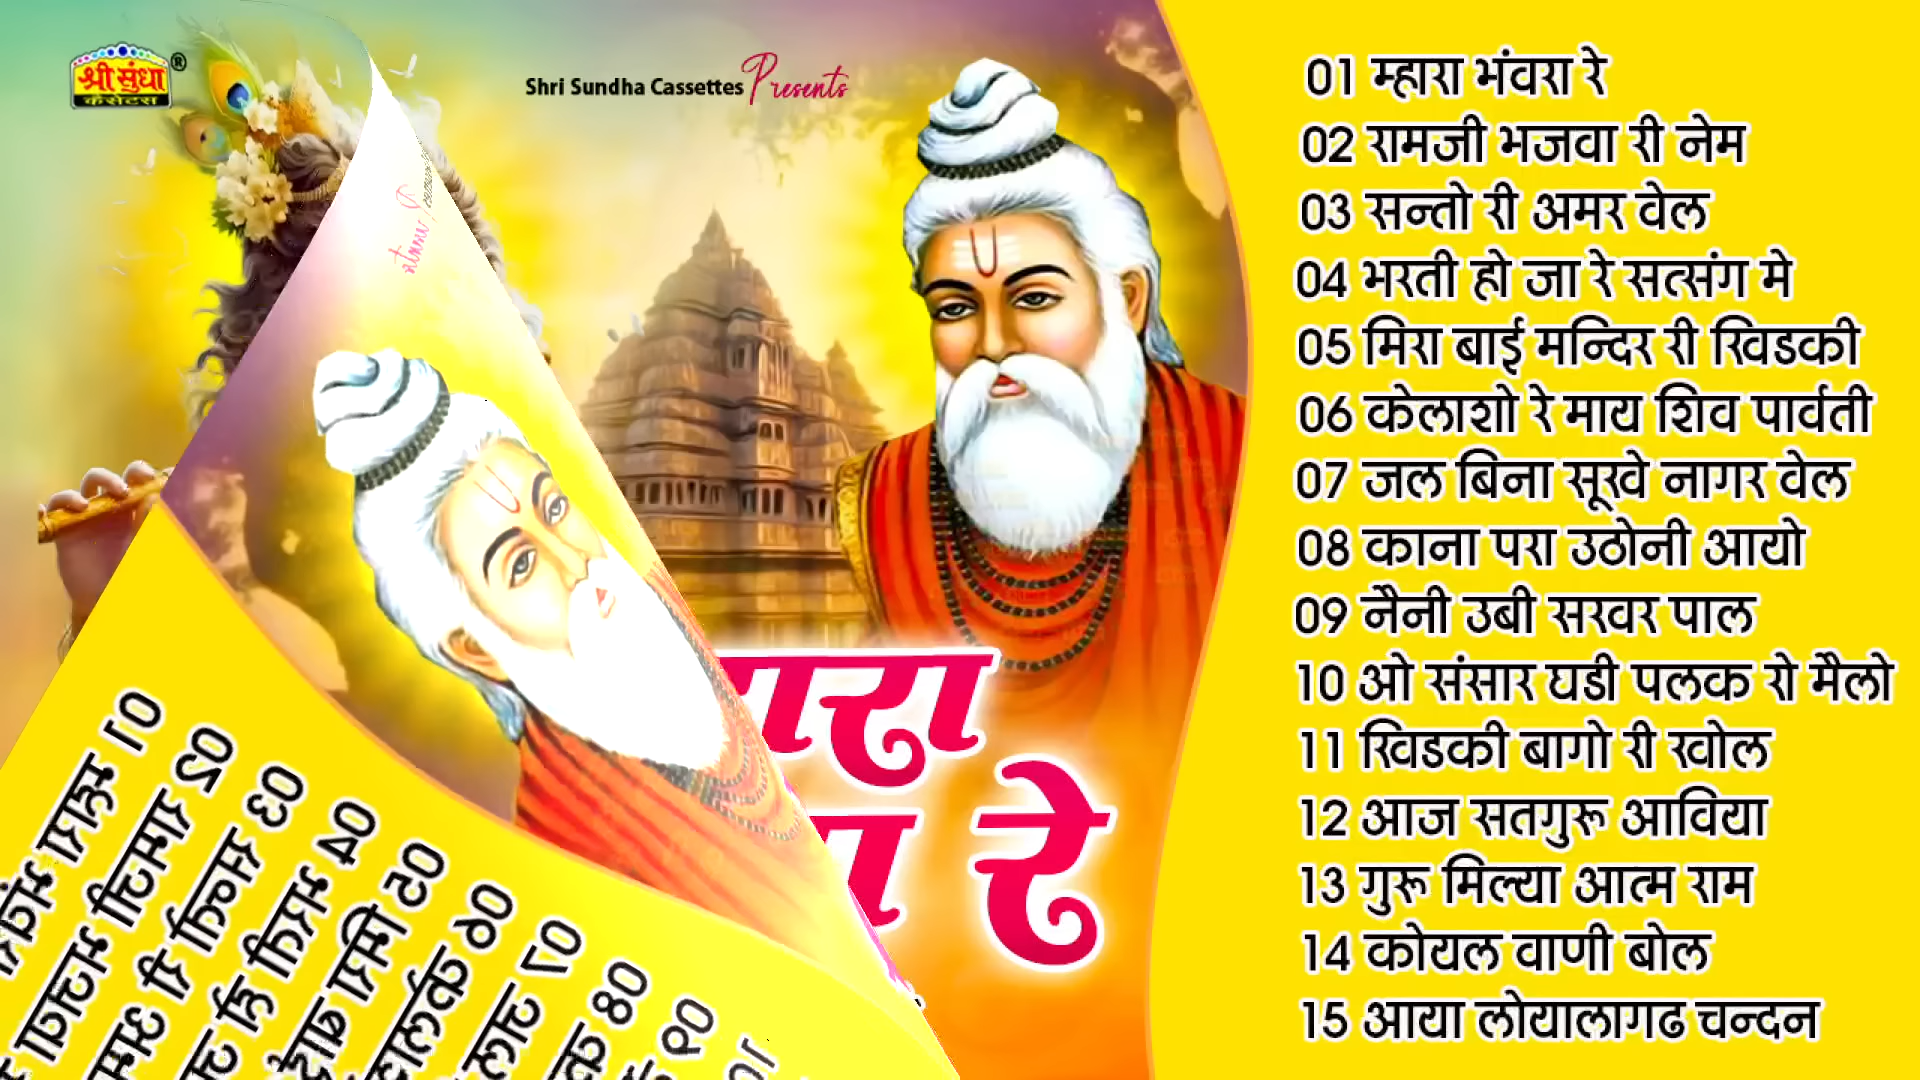 श्री सुंधा ®
कैसेटस
Shri Sundha Cassettes Presents
01 म्हारा भंवरा रे
02 रामजी भजवा री नेम
03 सन्तो री अमर वेल
04 भरती हो जा रे सत्संग मे
05 मिरा बाई मन्दिर री खिडकी
06 केलाशो रे माय शिव पार्वती
07 जल बिना सूखे नागर वेल
08 काना परा उठोनी आयो
09 नैनी उबी सरवर पाल
10 ओ संसार घडी पलक रो मैलो
11 खिडकी बागो री खोल
12 आज सतगुरू आविया
13 गुरू मिल्या आत्म राम
14 कोयल वाणी बोल
15 आया लोयालागढ चन्दन
रे